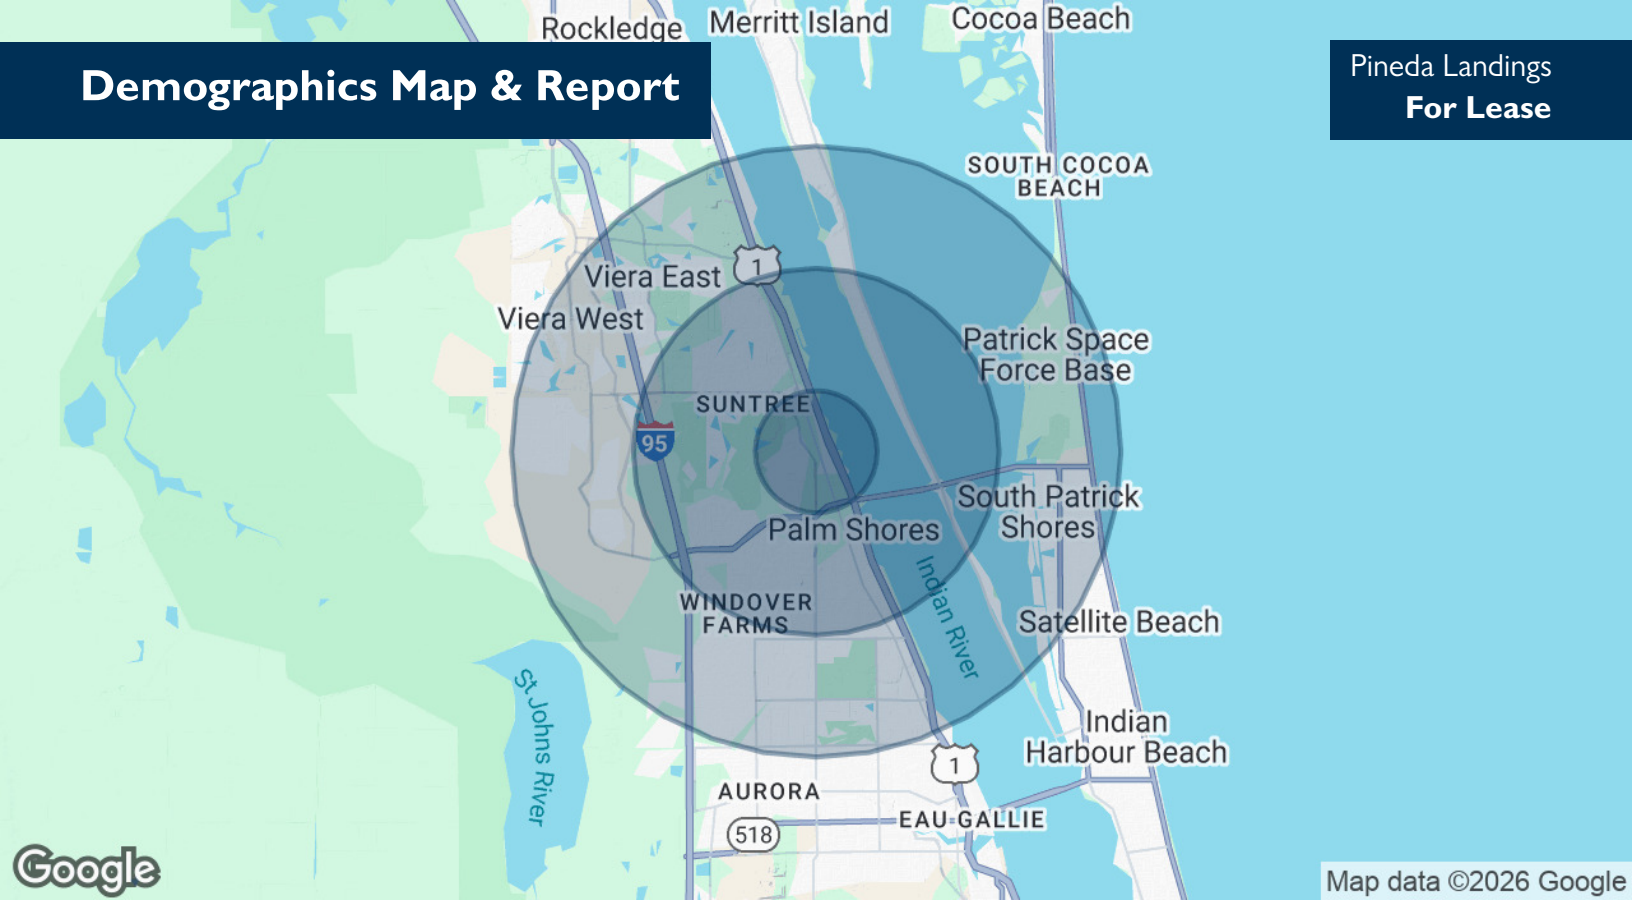 Rockledge
Merritt Island
Cocoa Beach
Demographics Map & Report
Pineda Landings
For Lease
SOUTH COCOA
BEACH
1
Viera East
Viera West
Patrick Space
Force Base
SUNTREE
95
South Patrick
Shores
Palm Shores
Indian River
WINDOVER
FARMS
Satellite Beach
St Johns River
Indian
Harbour Beach
1
AURORA
EAU GALLIE
518
Google
Map data ©2026 Google